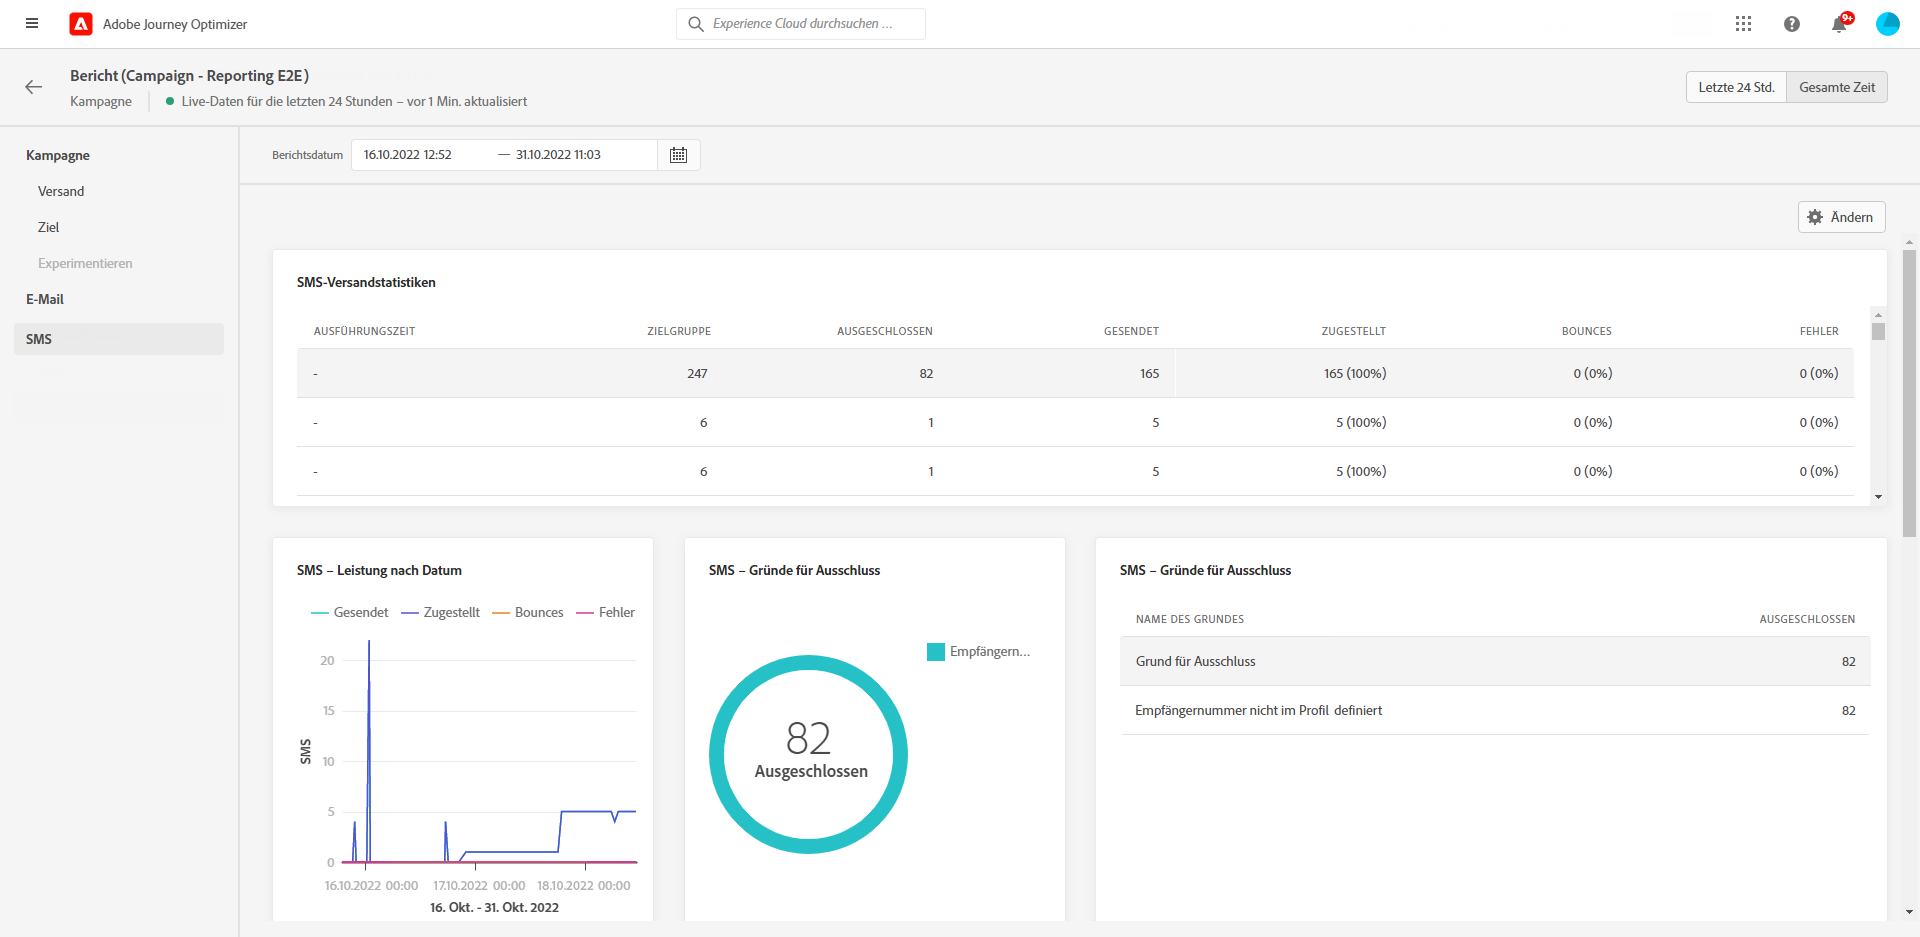 Adobe Journey Optimizer
Experience Cloud durchsuchen ...
9+
Bericht (Campaign - Reporting E2E)
Kampagne
Live-Daten für die letzten 24 Stunden – vor 1 Min. aktualisiert
Letzte 24 Std.
Gesamte Zeit
Kampagne
Versand
Ziel
Experimentieren
E-Mail
SMS
Berichtsdatum
16.10.2022 12:52 — 31.10.2022 11:03
Ändern
SMS-Versandstatistiken
AUSFÜHRUNGSZEIT ZIELGRUPPE AUSGESCHLOSSEN GESENDET ZUGESTELLT BOUNCES FEHLER
- 247 82 165 165 (100%) 0 (0%) 0 (0%)
- 6 1 5 5 (100%) 0 (0%) 0 (0%)
- 6 1 5 5 (100%) 0 (0%) 0 (0%)
SMS – Leistung nach Datum
Gesendet Zugestellt Bounces Fehler
20
15
10
5
0
SMS
16.10.2022 00:00 17.10.2022 00:00 18.10.2022 00:00
16. Okt. - 31. Okt. 2022
SMS – Gründe für Ausschluss
Empfängern...
82
Ausgeschlossen
SMS – Gründe für Ausschluss
NAME DES GRUNDES AUSGESCHLOSSEN
Grund für Ausschluss 82
Empfängernummer nicht im Profil definiert 82